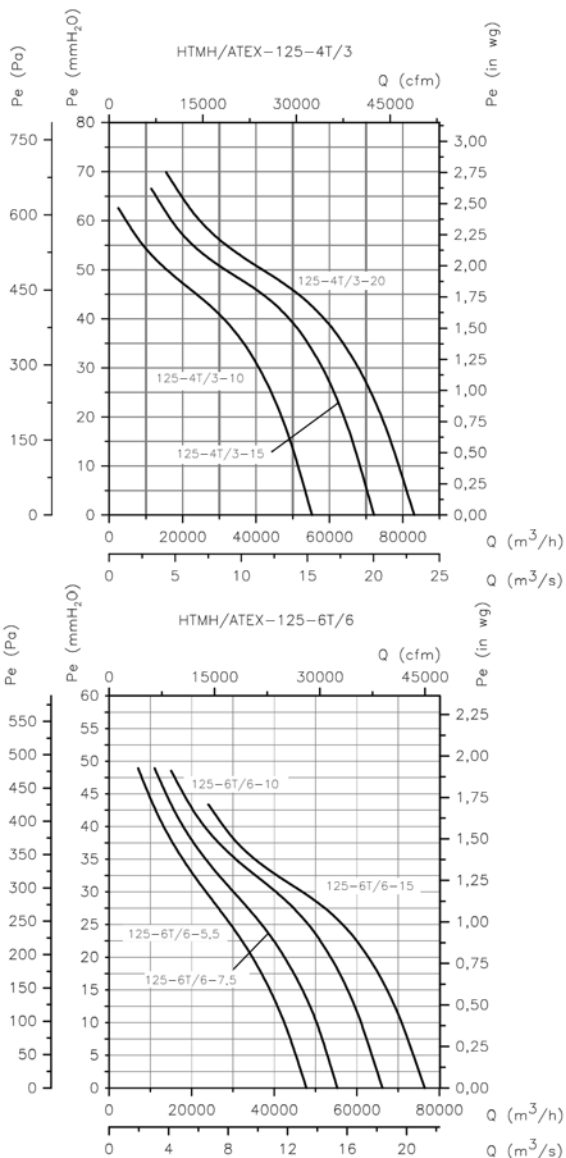 HTMH/ATEX-125-4T/3
Pe (Pa)
Pe (mmH₂O)
Q (cfm)
Pe (in wg)
0 15000 30000 45000
80
750 70 3,00
2,75
600 60 2,50
2,25
50 2,00
450 125-4T/3-20 1,75
40 1,50
300 30 1,25
125-4T/3-10 1,00
20 0,75
150 125-4T/3-15 0,50
10 0,25
0 0 0,00
0 20000 40000 60000 80000 Q (m³/h)
0 5 10 15 20 25 Q (m³/s)
HTMH/ATEX-125-6T/6
Pe (Pa)
Pe (mmH₂O)
Q (cfm)
Pe (in wg)
0 15000 30000 45000
60
550 55 2,25
500 50 2,00
450 45 125-6T/6-10 1,75
400 40
350 35 1,50
300 30 125-6T/6-15 1,25
250 25 1,00
125-6T/6-5,5
200 20 0,75
125-6T/6-7,5
150 15 0,50
100 10
50 5 0,25
0 0 0,00
0 20000 40000 60000 80000 Q (m³/h)
0 4 8 12 16 20 Q (m³/s)